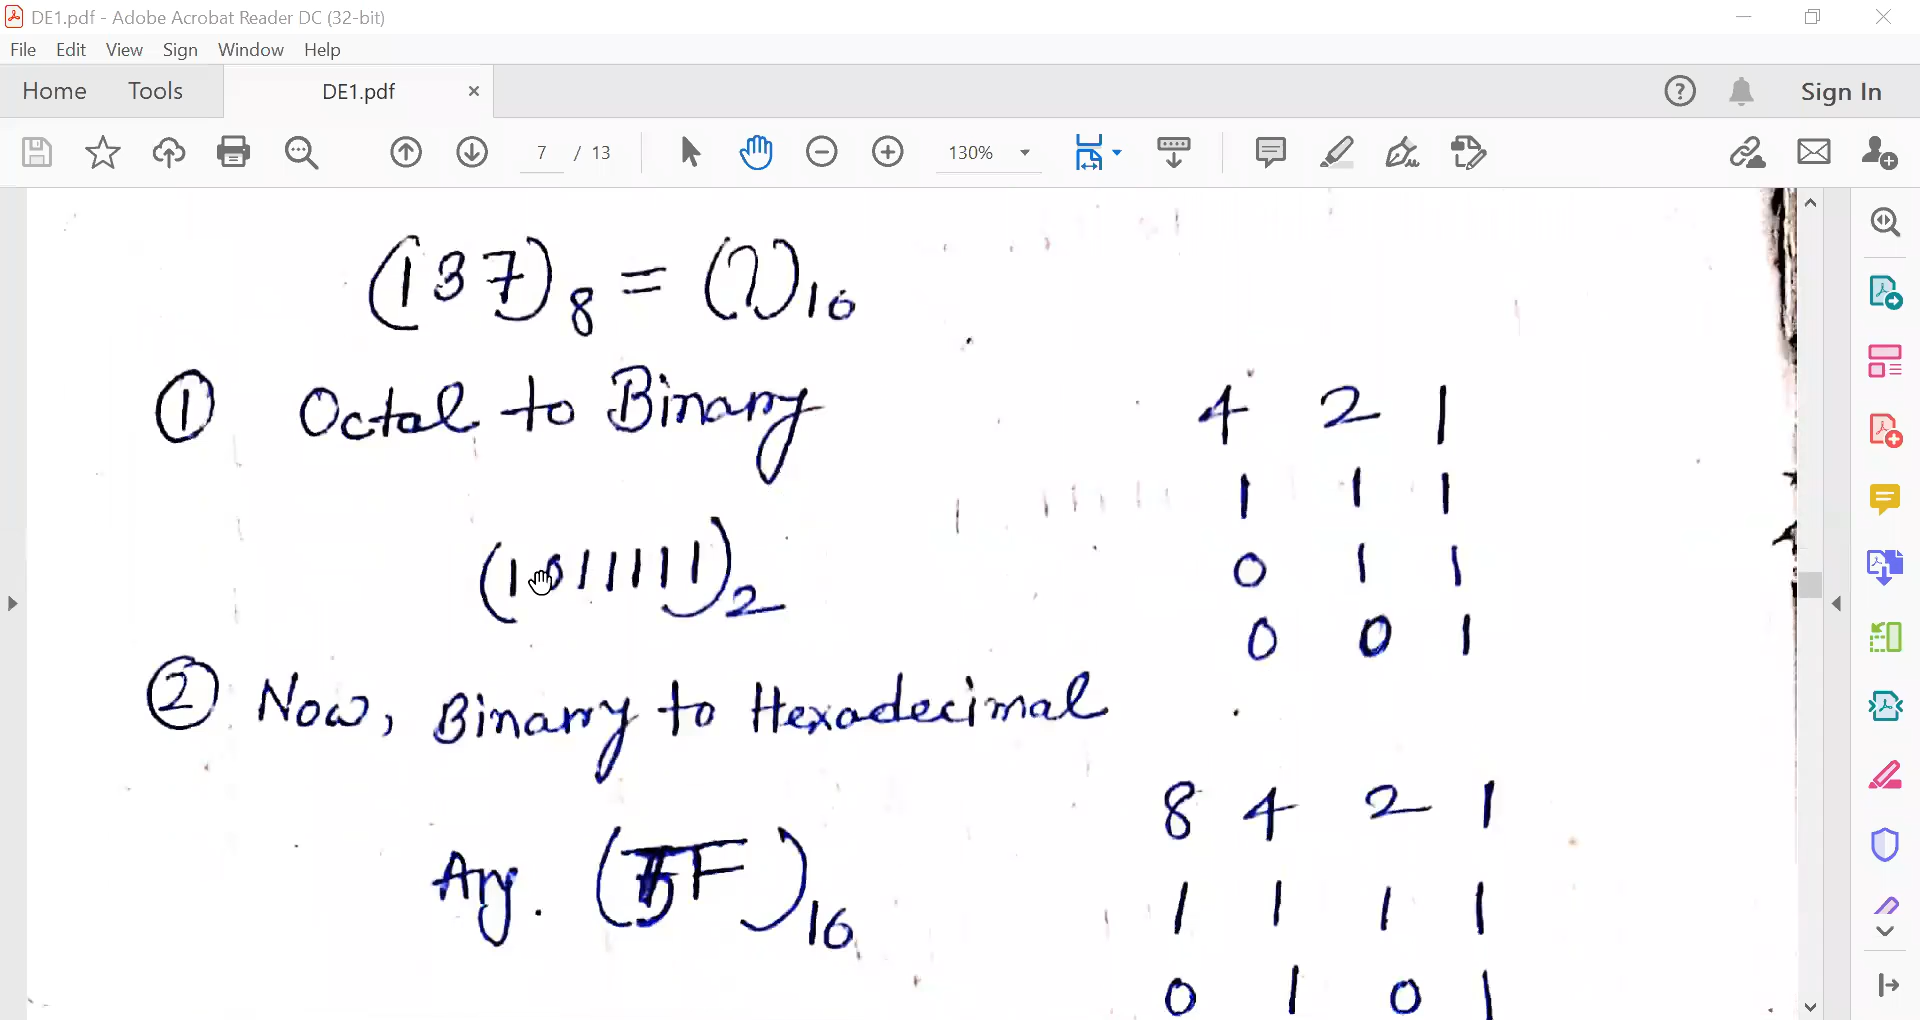 DE1.pdf - Adobe Acrobat Reader DC (32-bit)
File Edit View Sign Window Help
Home Tools DE1.pdf Sign In
7 / 13 130%
(137)8 = (?)16
① Octal to Binary
4 2 1
1 1 1
(1011111)2
0 1 1
0 0 1
② Now, Binary to Hexadecimal
8 4 2 1
Ans. (5F)16
1 1 1 1
0 1 0 1